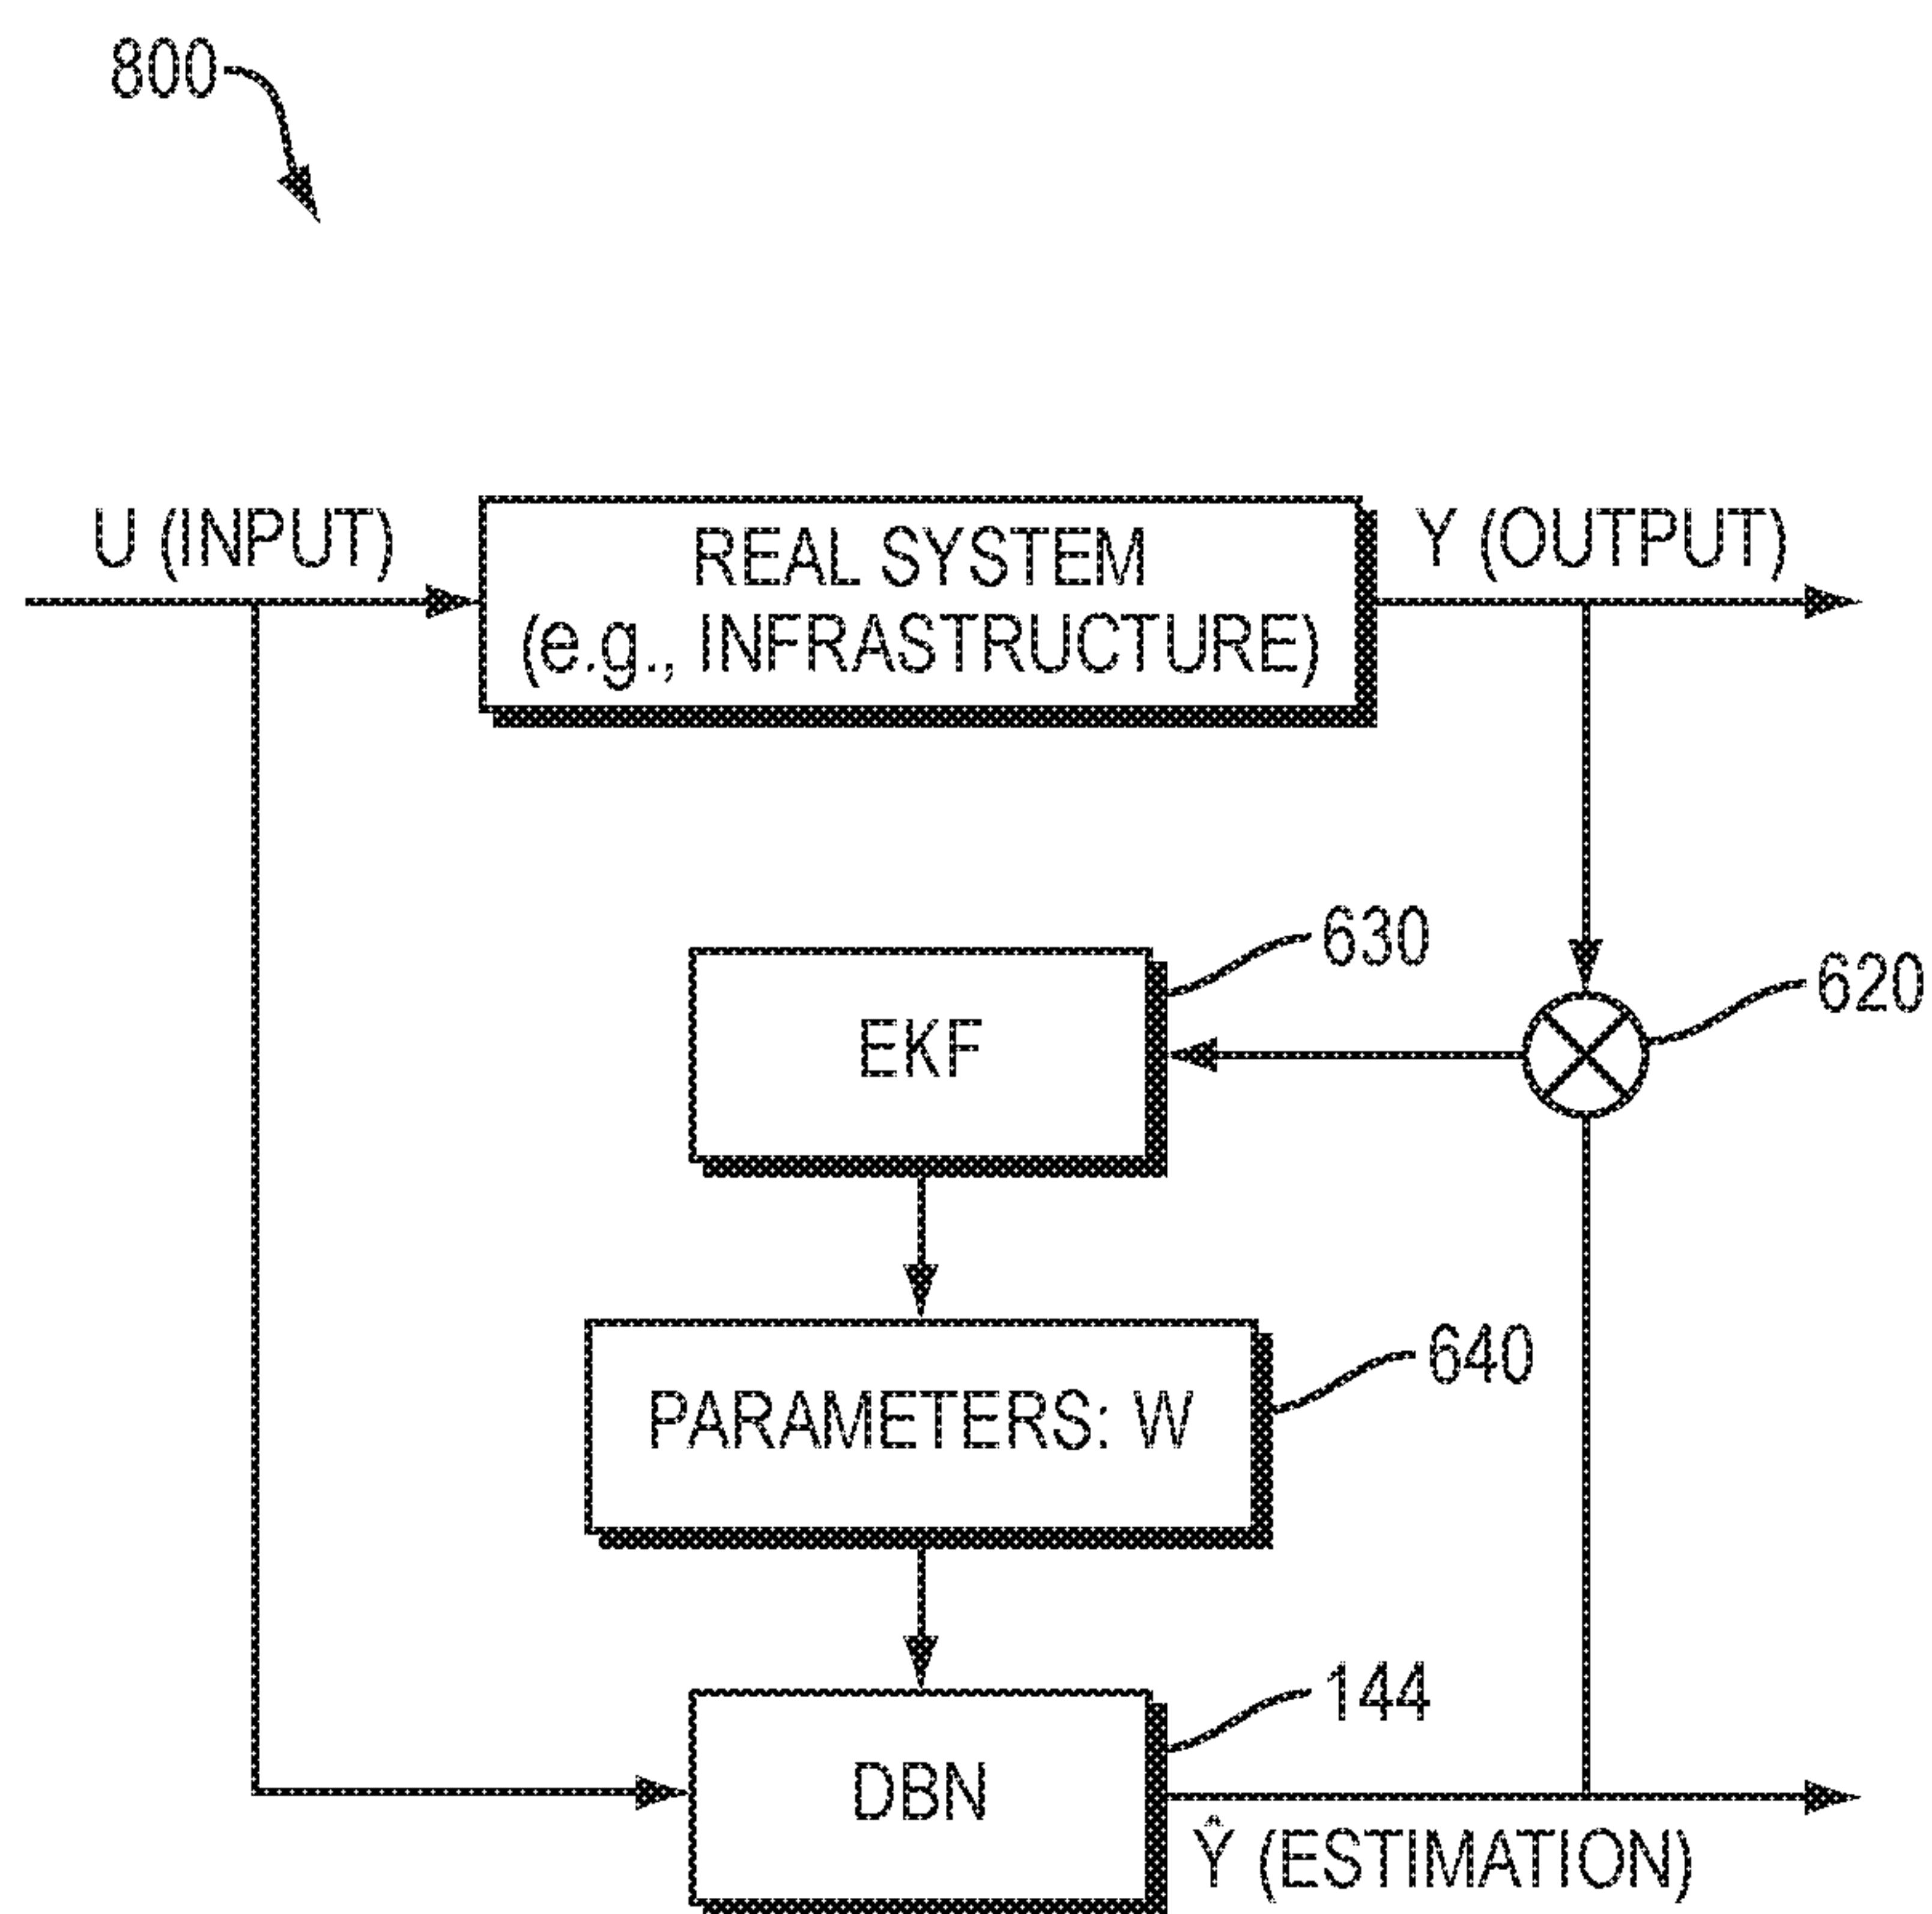 800
U (INPUT)
REAL SYSTEM
(e.g., INFRASTRUCTURE)
Y (OUTPUT)
630
620
EKF
640
PARAMETERS: W
144
DBN
Ŷ (ESTIMATION)